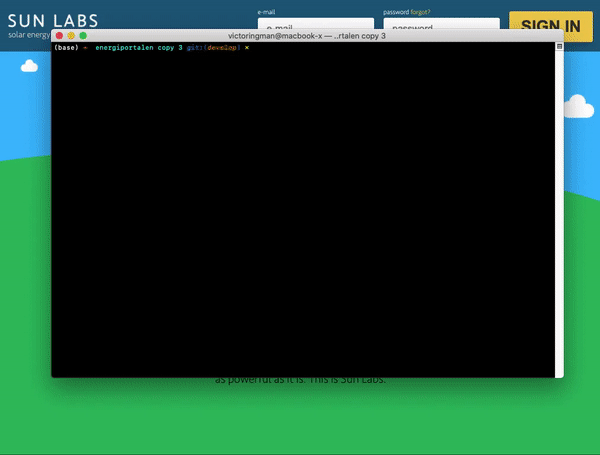 SUN LABS
solar energy
e-mail
password forgot?
e-mail
password
SIGN IN
victoringman@macbook-x — ..rtalen copy 3
(base) → energiportalen copy 3 git:(develop) ✗
as powerful as it is. This is Sun Labs.